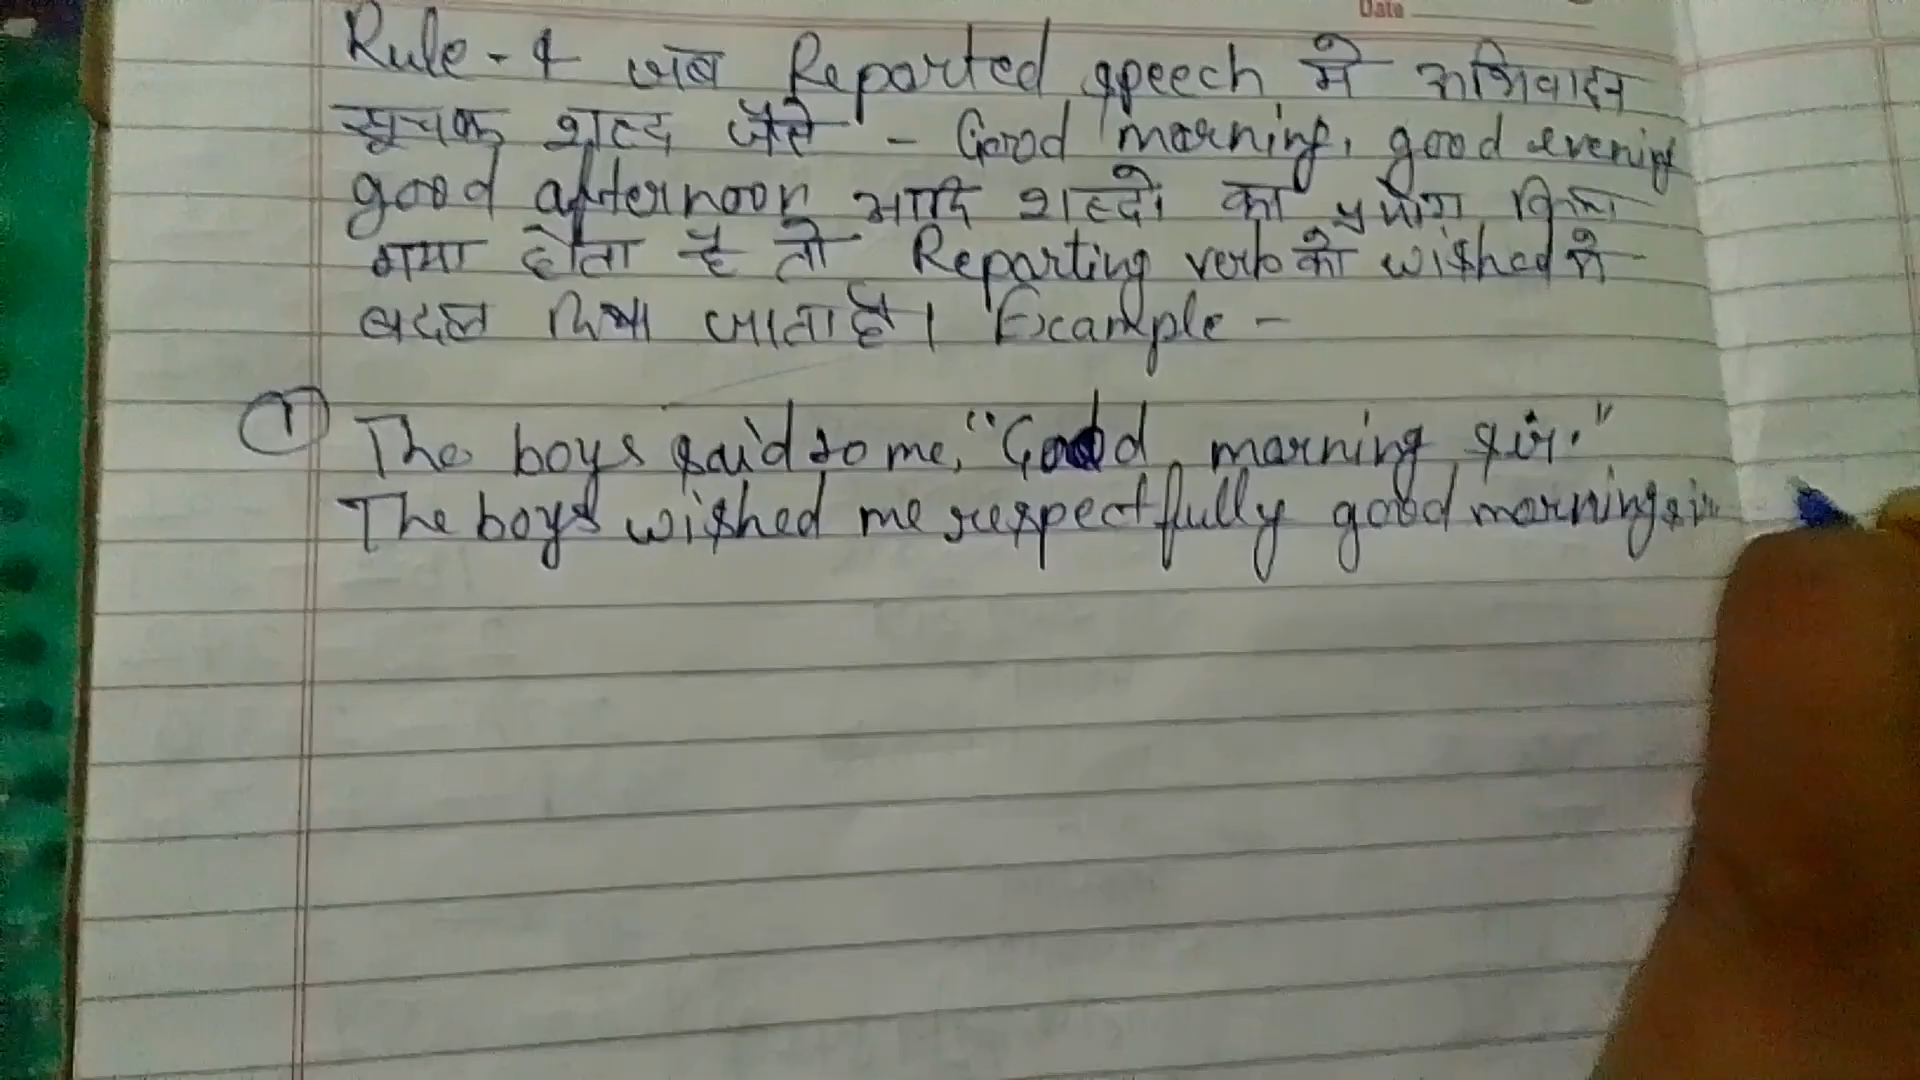 Date
Rule - 4 जब Reported speech मे अभिवादन
सूचक शब्द जैसे - Good morning, good evening
good afternoon आदि शब्दो का प्रयोग किया
गया होता है तो Reporting verb को wished मे
बदल दिया जाता है। Example -
① The boys said to me, "Good morning sir."
The boys wished me respectfully good morning